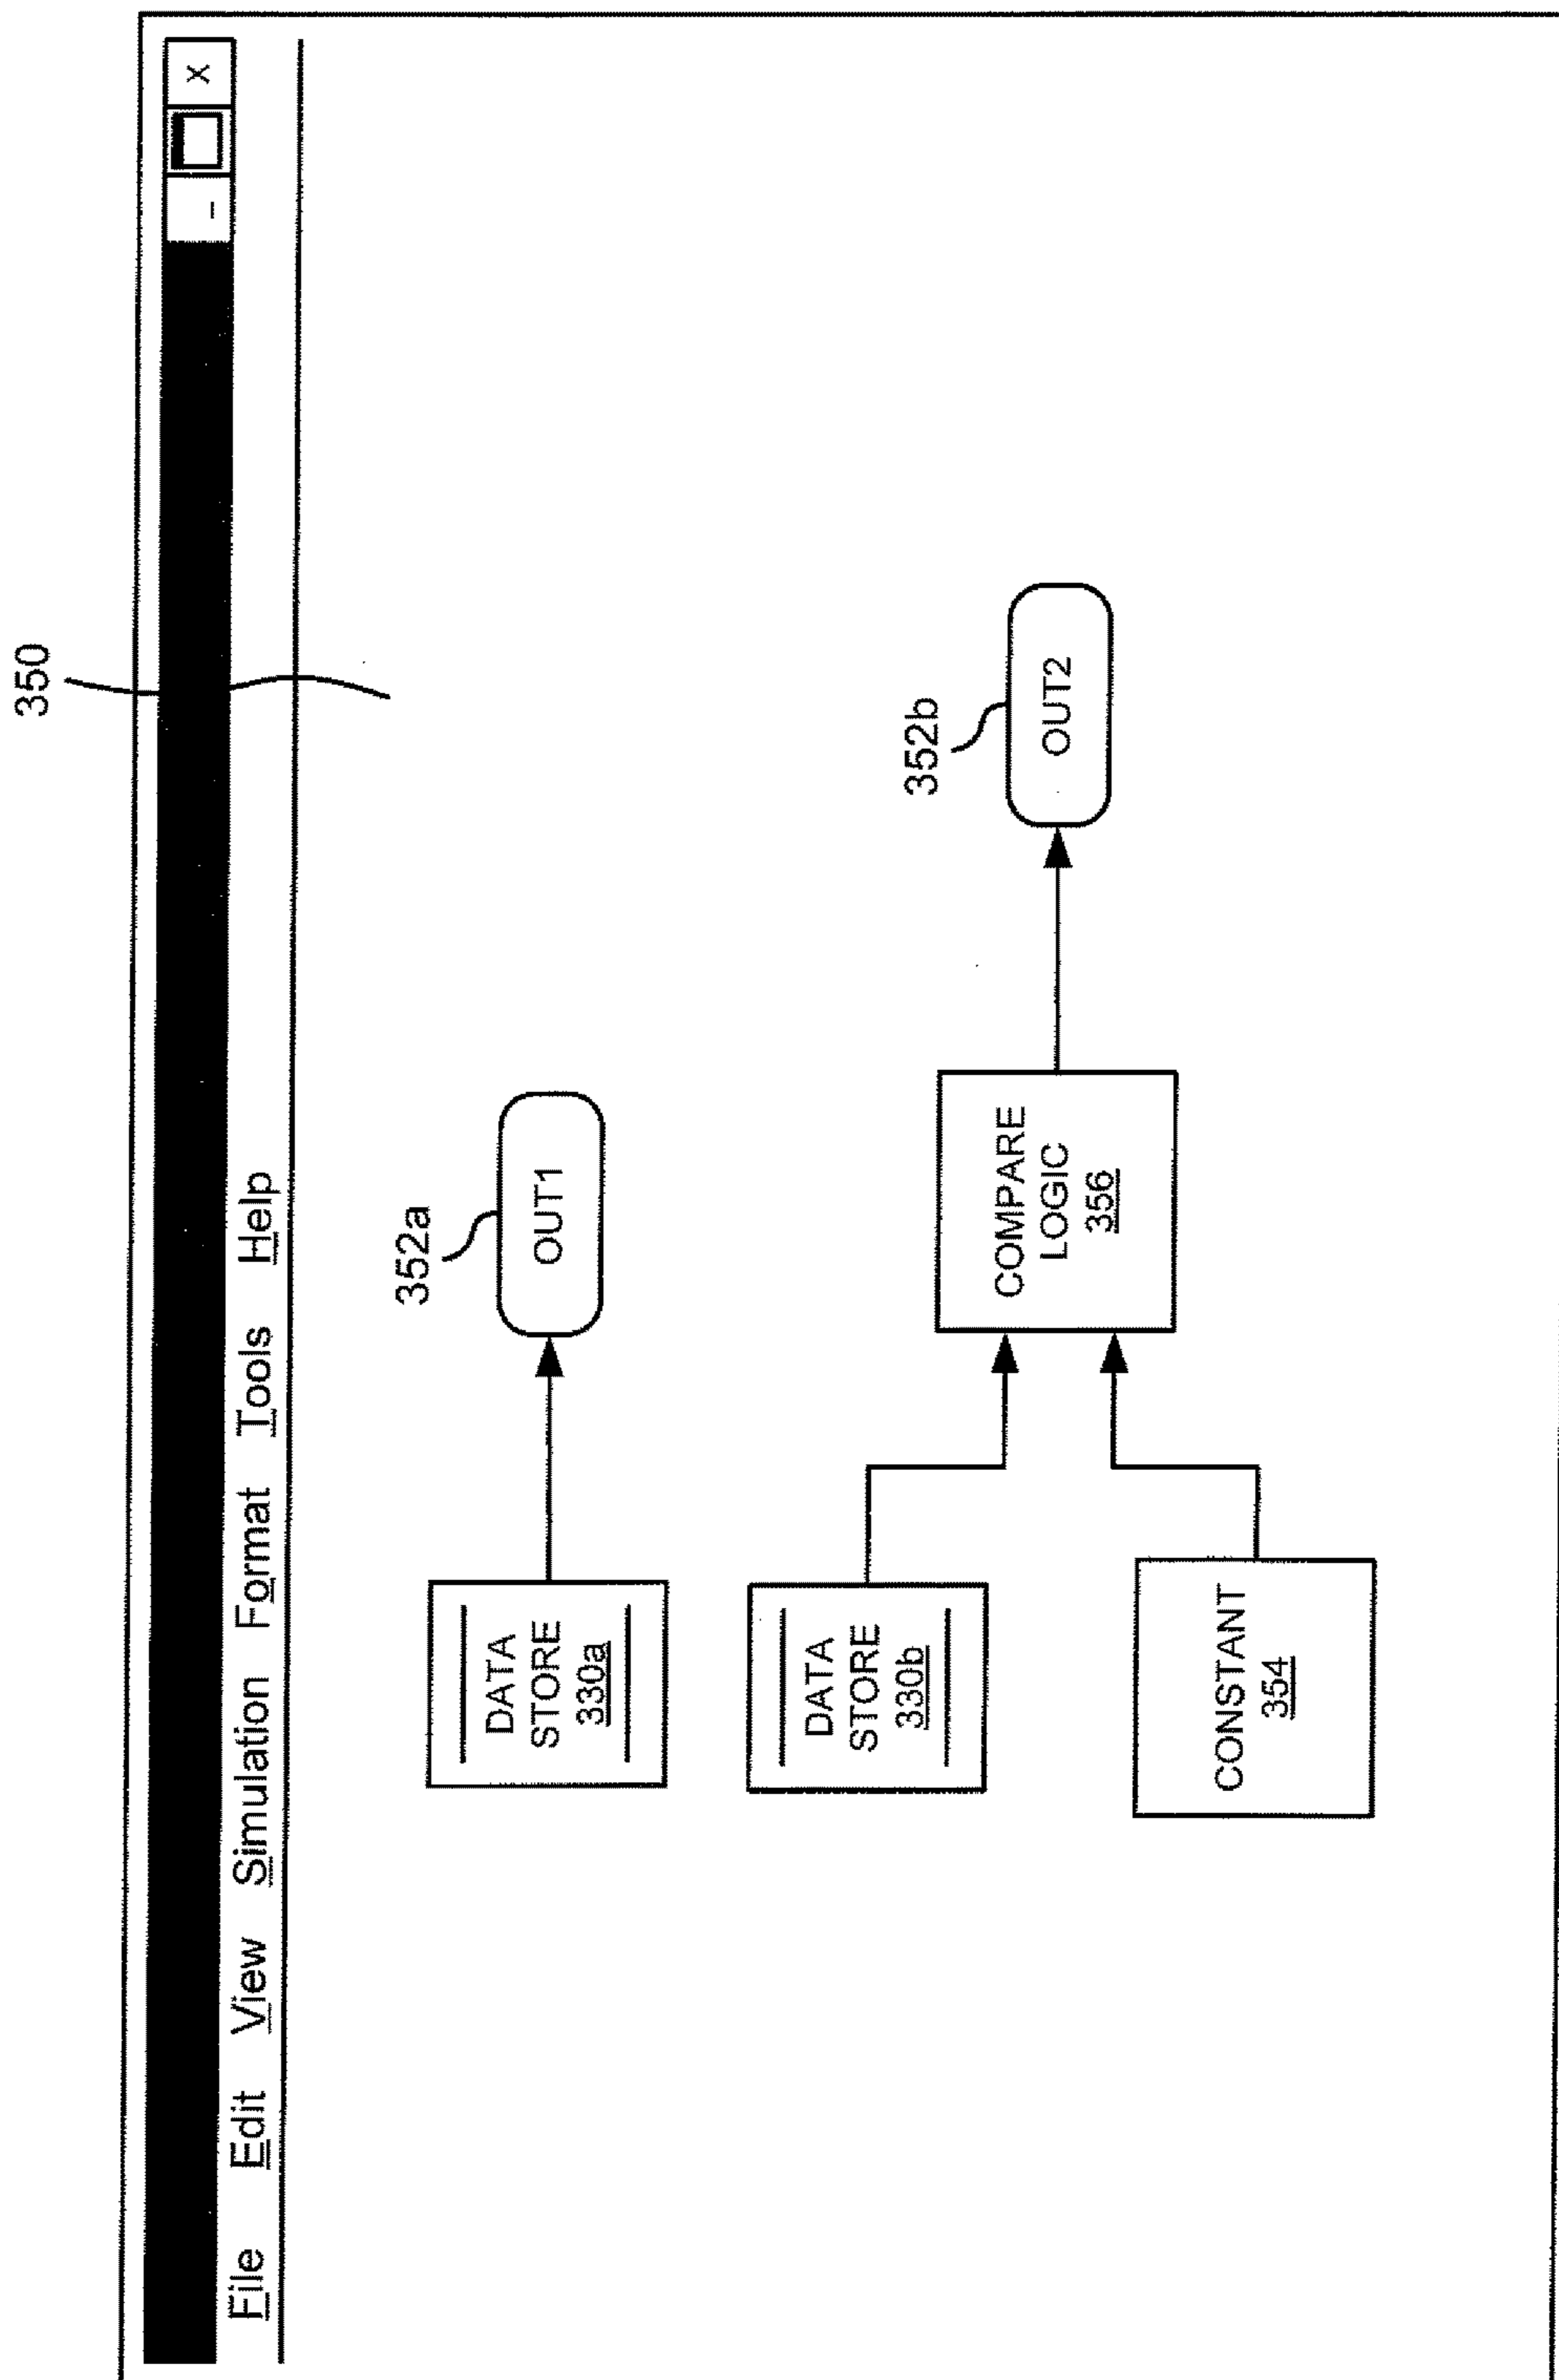 350
- X
File Edit View Simulation Format Tools Help
352a
DATA
STORE
330a
OUT1
352b
DATA
STORE
330b
COMPARE
LOGIC
356
OUT2
CONSTANT
354